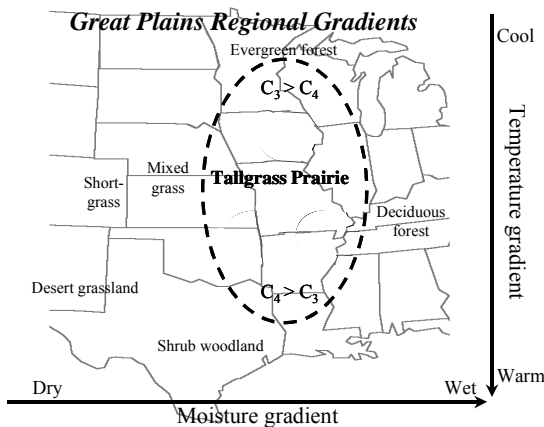 Great Plains Regional Gradients
Cool
Evergreen forest
C₃ > C₄
Temperature gradient
Mixed
grass
Tallgrass Prairie
Short-
grass
Deciduous
forest
Desert grassland
C₄ > C₃
Shrub woodland
Warm
Dry
Wet
Moisture gradient